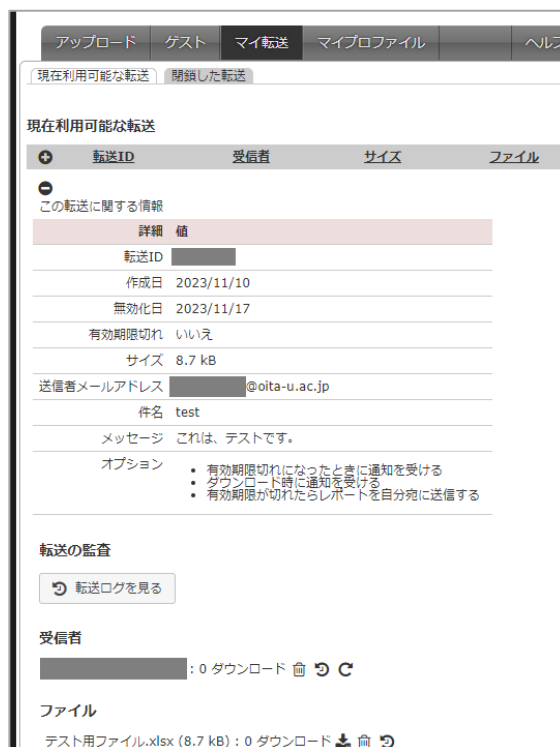 アップロード ゲスト マイ転送 マイプロファイル ヘルプ
現在利用可能な転送 閉鎖した転送
現在利用可能な転送
転送ID 受信者 サイズ ファイル
この転送に関する情報
詳細 値
転送ID
作成日 2023/11/10
無効化日 2023/11/17
有効期限切れ いいえ
サイズ 8.7 kB
送信者メールアドレス @oita-u.ac.jp
件名 test
メッセージ これは、テストです。
オプション
• 有効期限切れになったときに通知を受ける
• ダウンロード時に通知を受ける
• 有効期限が切れたらレポートを自分宛に送信する
転送の監査
転送ログを見る
受信者
: 0 ダウンロード
ファイル
テスト用ファイル.xlsx (8.7 kB) : 0 ダウンロード